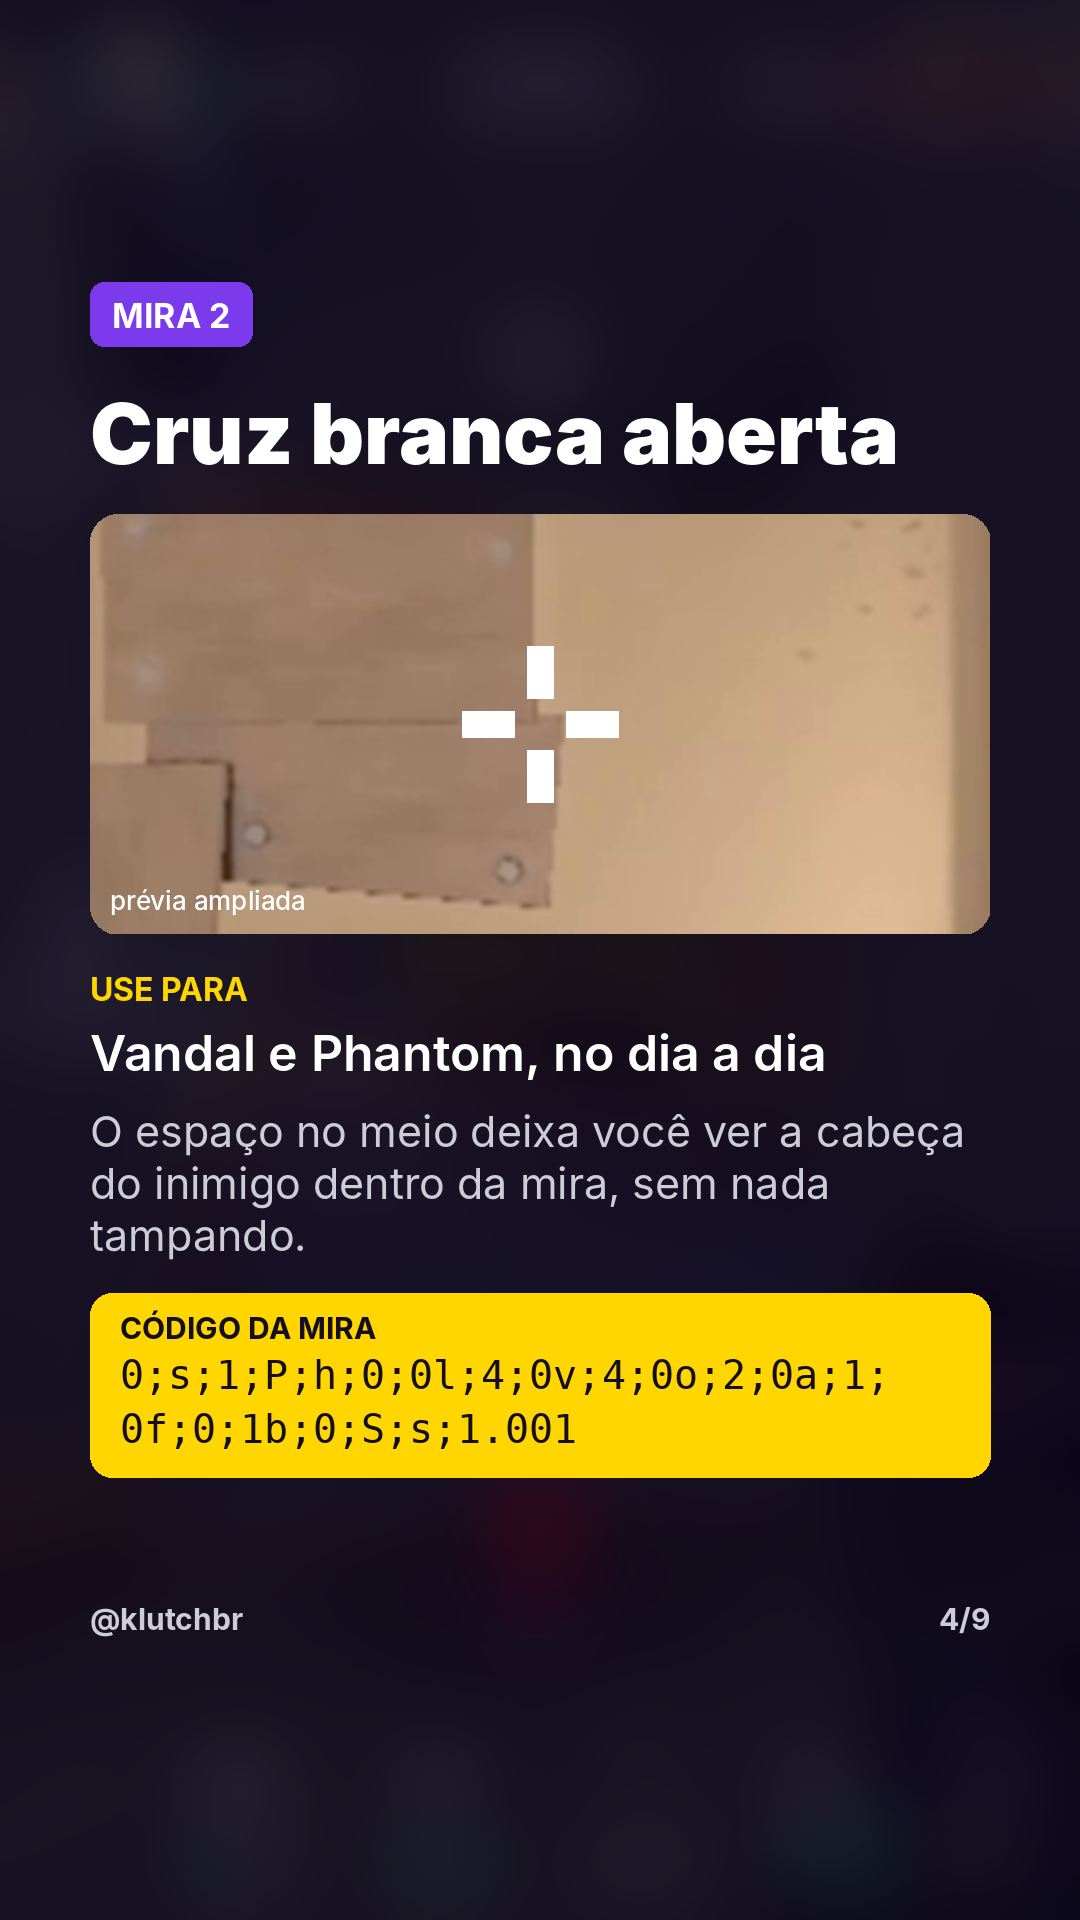 MIRA 2
Cruz branca aberta
prévia ampliada
USE PARA
Vandal e Phantom, no dia a dia
O espaço no meio deixa você ver a cabeça
do inimigo dentro da mira, sem nada
tampando.
CÓDIGO DA MIRA
0;s;1;P;h;0;0l;4;0v;4;0o;2;0a;1;
0f;0;1b;0;S;s;1.001
@klutchbr
4/9